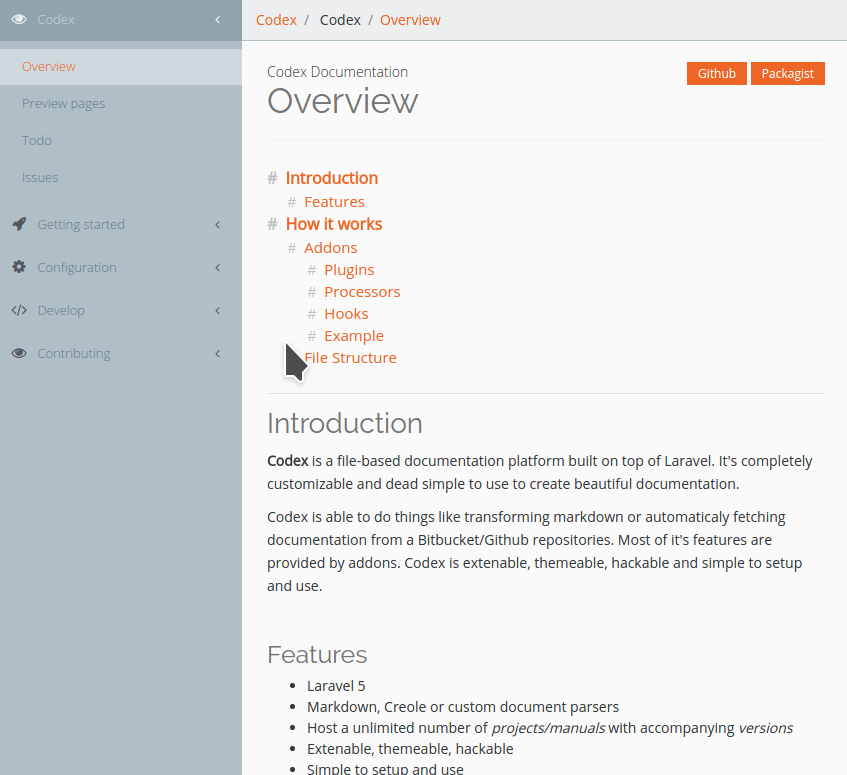 Codex
Overview
Preview pages
Todo
Issues
Getting started
Configuration
Develop
Contributing
Codex / Codex / Overview
Codex Documentation
Github Packagist
Overview
# Introduction
# Features
# How it works
# Addons
# Plugins
# Processors
# Hooks
# Example
File Structure
Introduction
Codex is a file-based documentation platform built on top of Laravel. It's completely
customizable and dead simple to use to create beautiful documentation.
Codex is able to do things like transforming markdown or automaticaly fetching
documentation from a Bitbucket/Github repositories. Most of it's features are
provided by addons. Codex is extenable, themeable, hackable and simple to setup
and use.
Features
• Laravel 5
• Markdown, Creole or custom document parsers
• Host a unlimited number of projects/manuals with accompanying versions
• Extenable, themeable, hackable
• Simple to setup and use